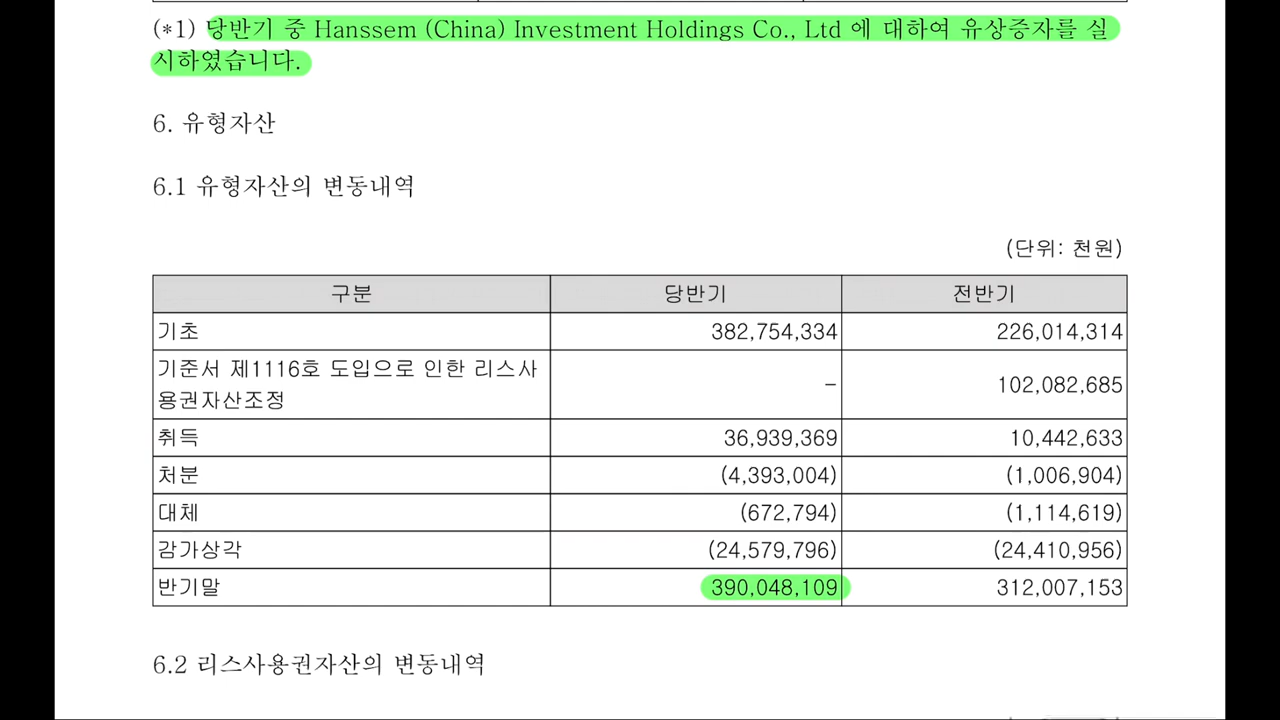 (*1) 당반기 중 Hanssem (China) Investment Holdings Co., Ltd 에 대하여 유상증자를 실
시하였습니다.
6. 유형자산
6.1 유형자산의 변동내역
(단위: 천원)
구분 당반기 전반기
기초 382,754,334 226,014,314
기준서 제1116호 도입으로 인한 리스사
용권자산조정 - 102,082,685
취득 36,939,369 10,442,633
처분 (4,393,004) (1,006,904)
대체 (672,794) (1,114,619)
감가상각 (24,579,796) (24,410,956)
반기말 390,048,109 312,007,153
6.2 리스사용권자산의 변동내역